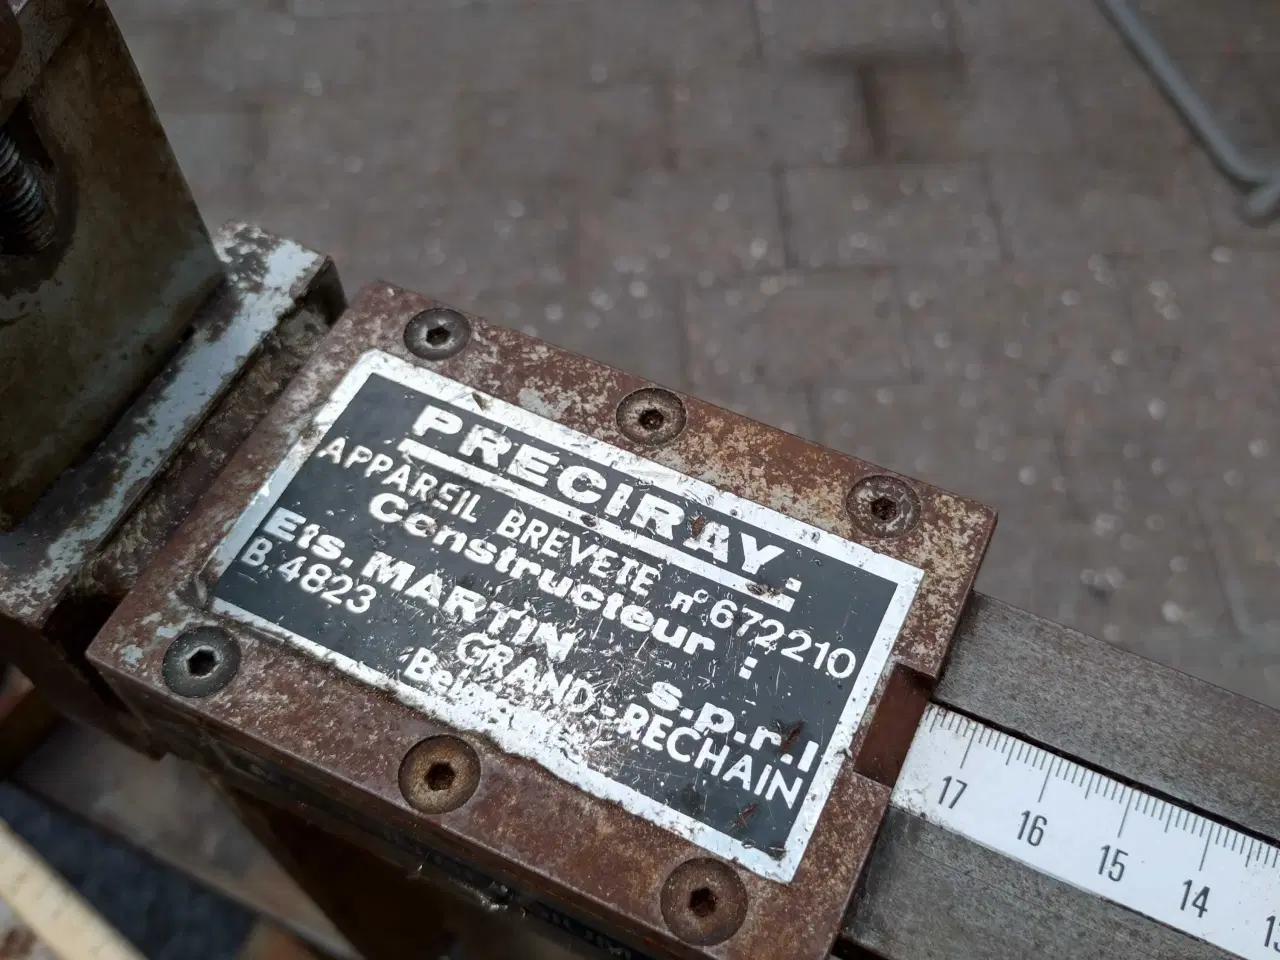 PRECIRAY:
APPAREIL BREVETE n° 672210
Constructeur :
Ets. MARTIN s.p.r.l
B. 4823 GRAND-RECHAIN
17 16 15 14